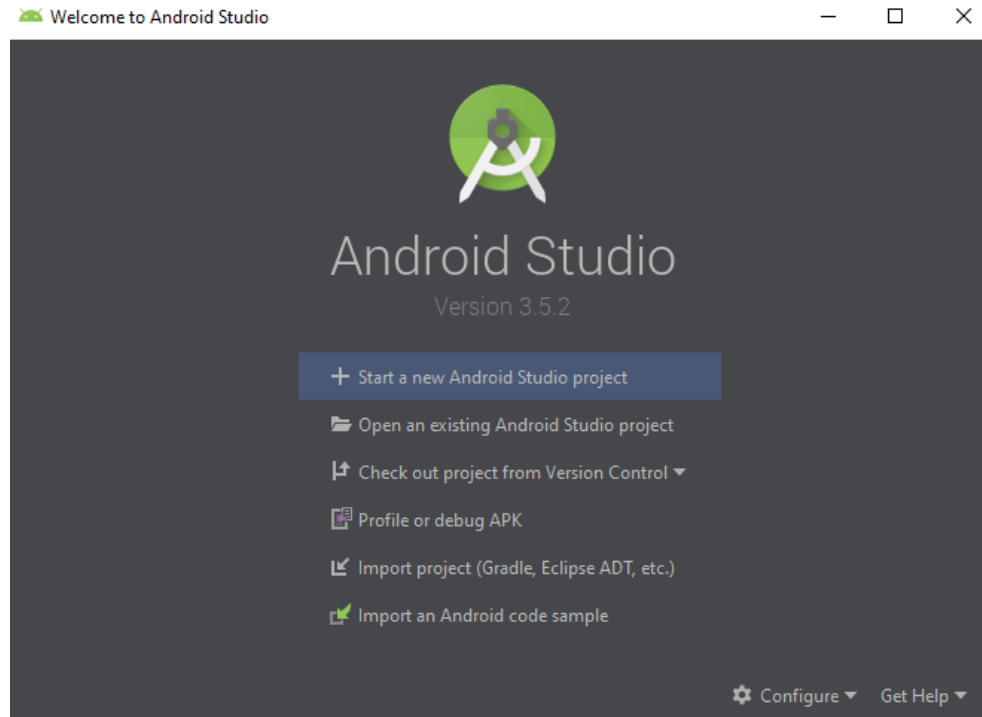 Welcome to Android Studio
Android Studio
Version 3.5.2
Start a new Android Studio project
Open an existing Android Studio project
Check out project from Version Control
Profile or debug APK
Import project (Gradle, Eclipse ADT, etc.)
Import an Android code sample
Configure Get Help